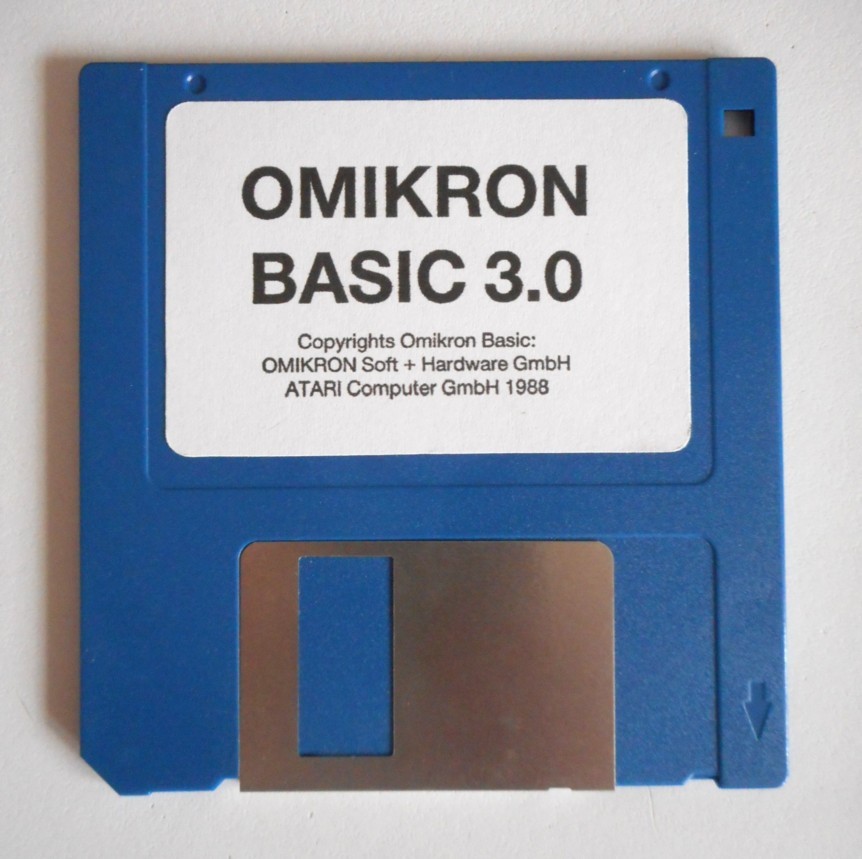 OMIKRON
BASIC 3.0
Copyrights Omikron Basic:
OMIKRON Soft + Hardware GmbH
ATARI Computer GmbH 1988